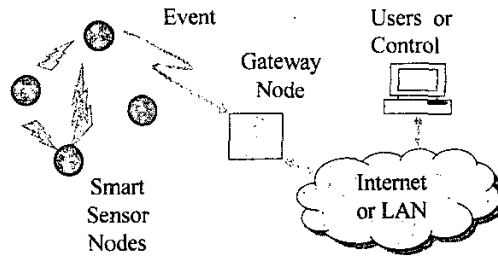 Event
Users or
Control
Gateway
Node
Internet
or LAN
Smart
Sensor
Nodes